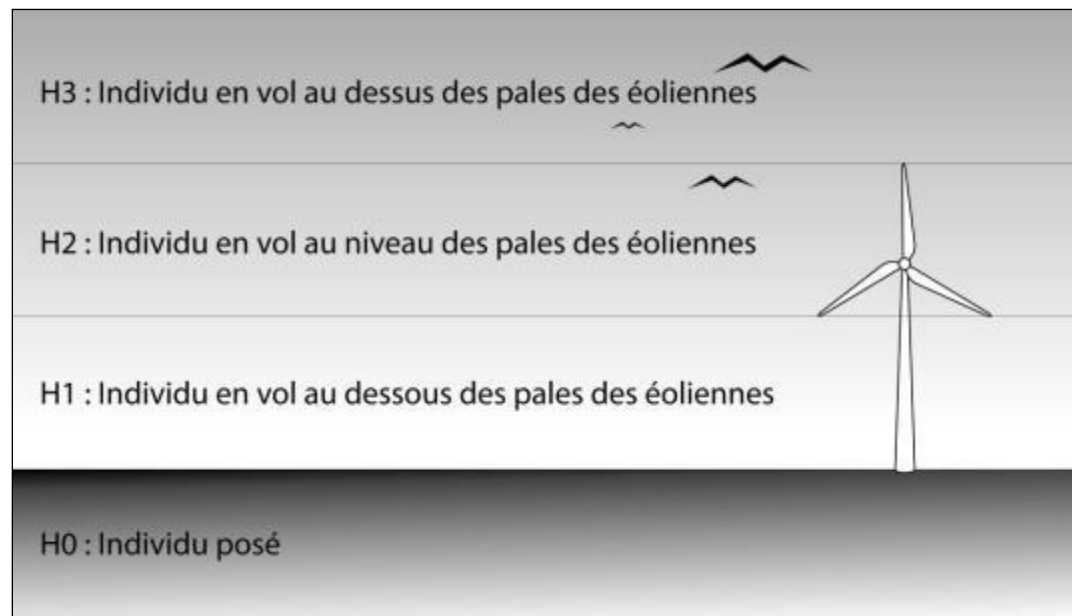 H3 : Individu en vol au dessus des pales des éoliennes
H2 : Individu en vol au niveau des pales des éoliennes
H1 : Individu en vol au dessous des pales des éoliennes
H0 : Individu posé